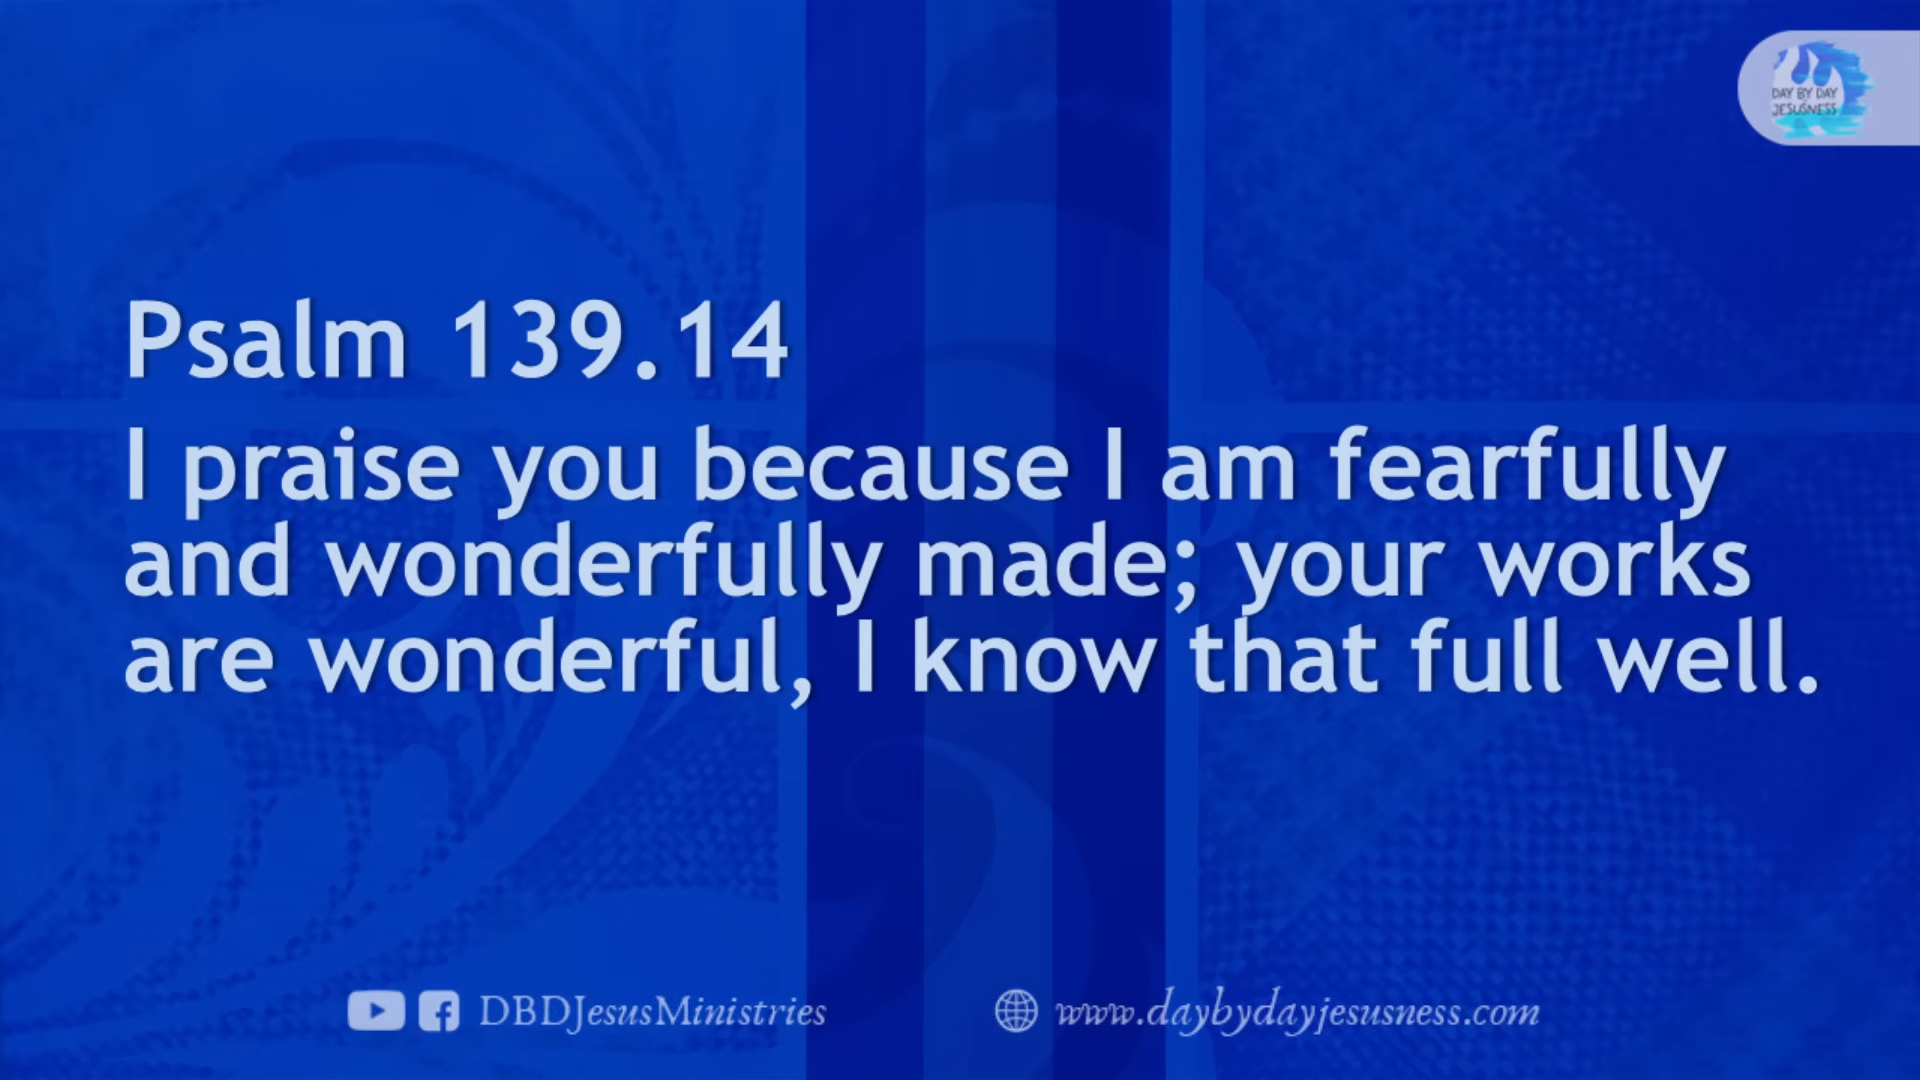 DAY BY DAY
JESUSNESS
Psalm 139.14
I praise you because I am fearfully
and wonderfully made; your works
are wonderful, I know that full well.
DBDJesusMinistries
www.daybydayjesusness.com